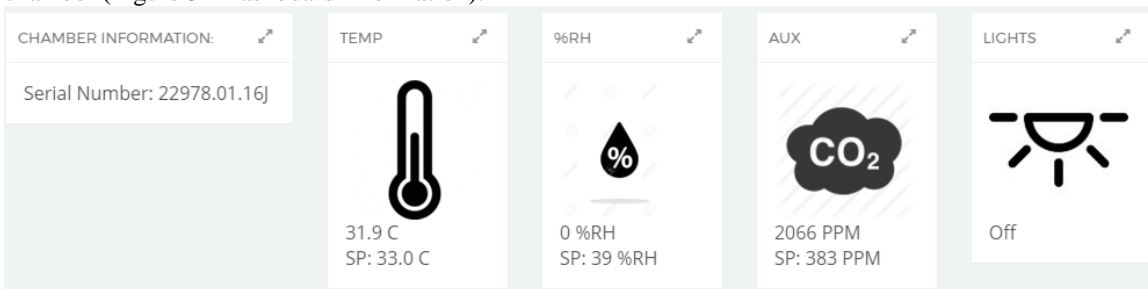 CHAMBER INFORMATION:
Serial Number: 22978.01.16J
TEMP
31.9 C
SP: 33.0 C
%RH
%
0 %RH
SP: 39 %RH
AUX
CO₂
2066 PPM
SP: 383 PPM
LIGHTS
Off